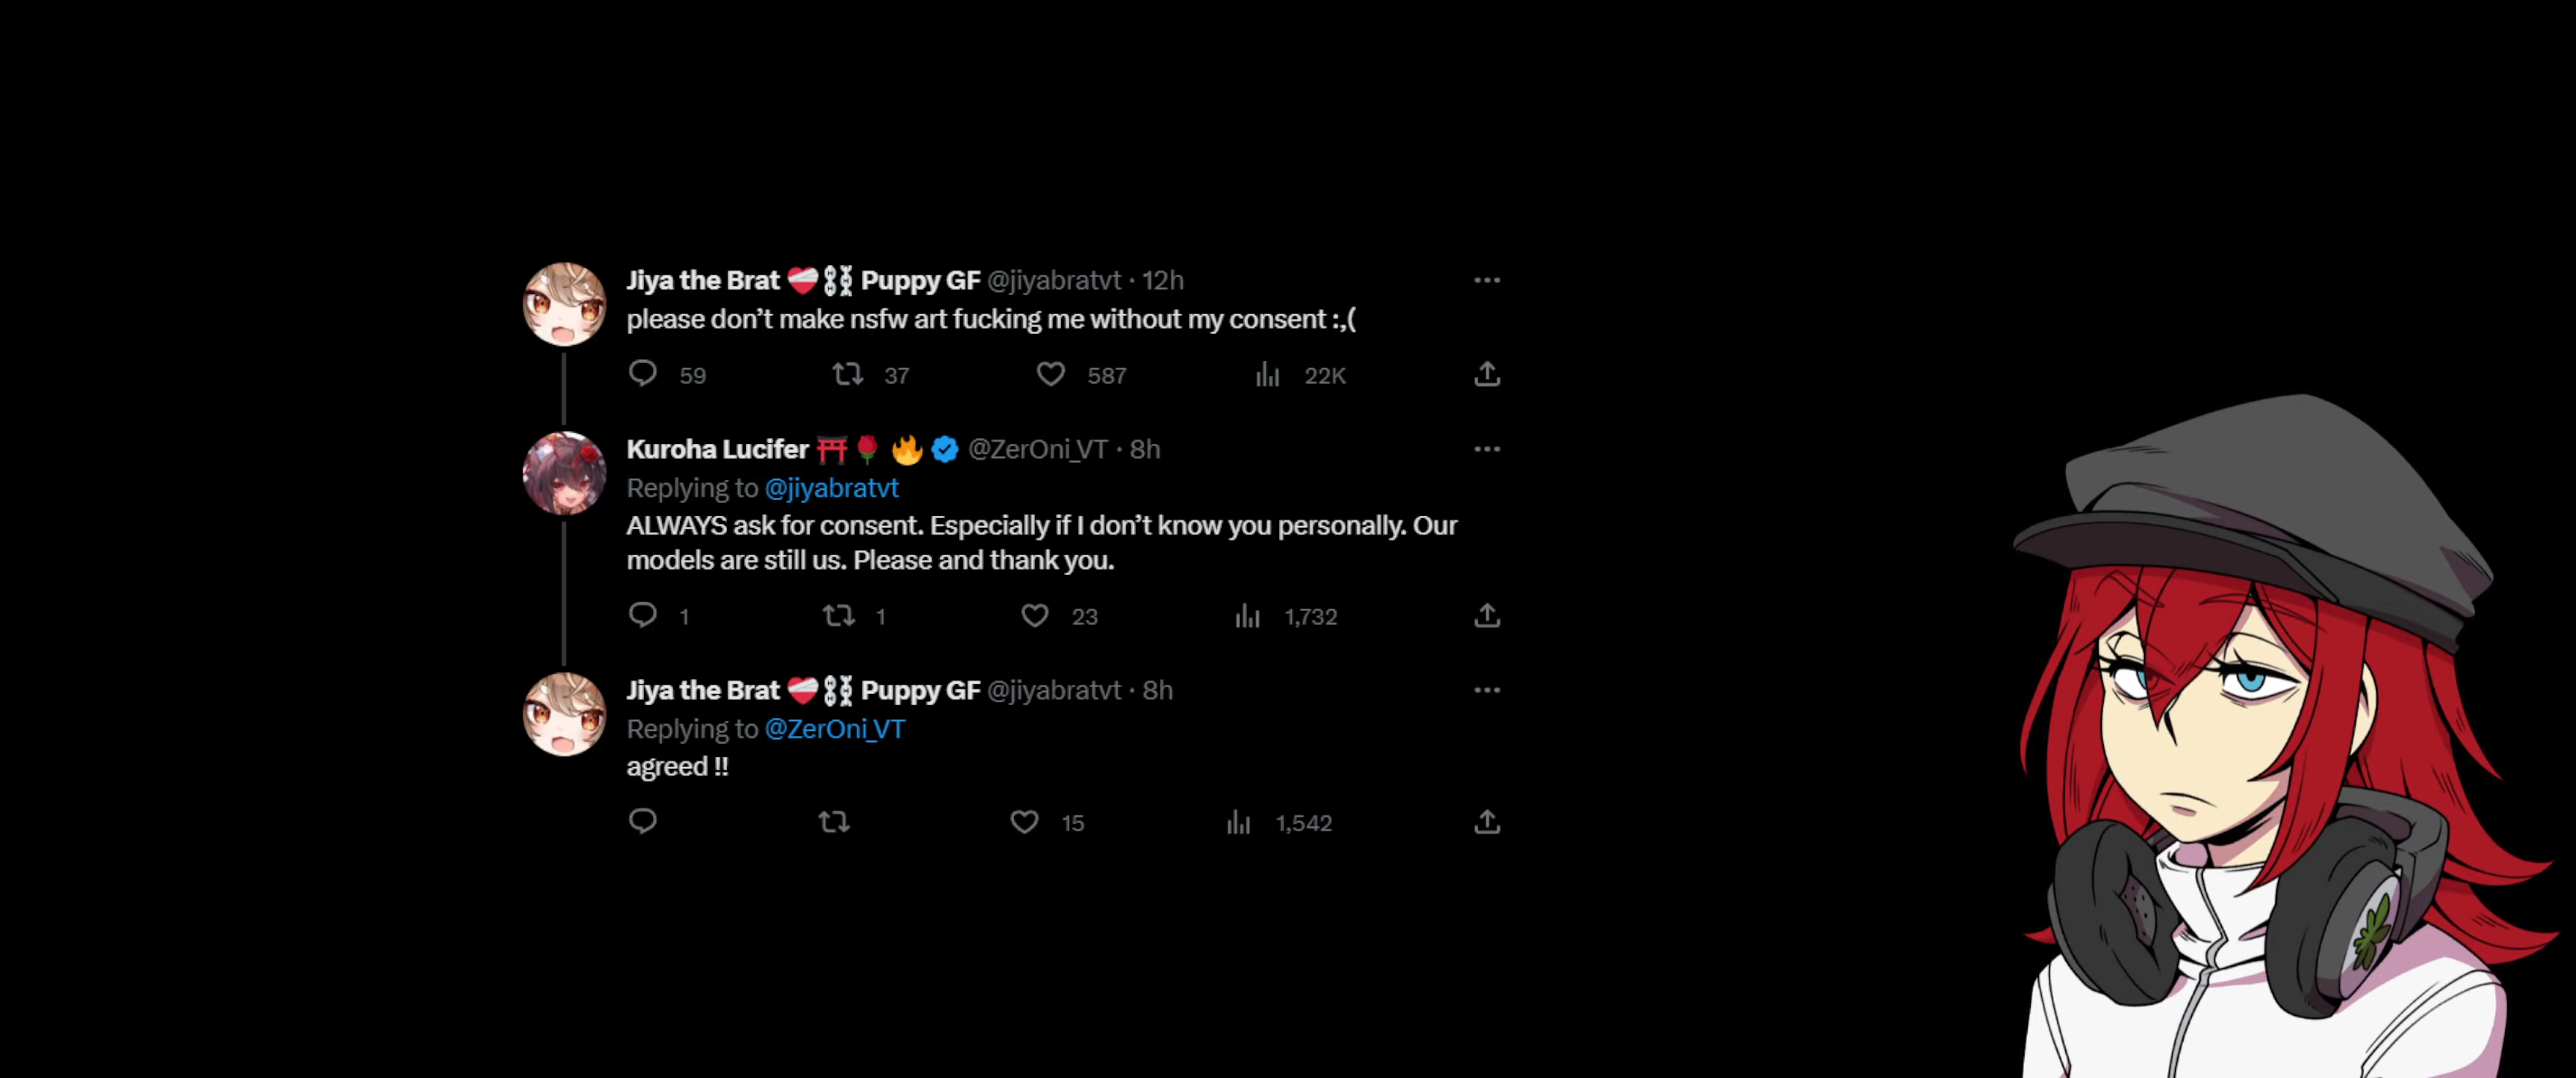 Jiya the Brat ❤️‍🩹⛓️ Puppy GF @jiyabratvt · 12h
please don’t make nsfw art fucking me without my consent :,(
59 37 587 22K
Kuroha Lucifer ⛩️🌹 🔥 @ZerOni_VT · 8h
Replying to @jiyabratvt
ALWAYS ask for consent. Especially if I don’t know you personally. Our
models are still us. Please and thank you.
1 1 23 1,732
Jiya the Brat ❤️‍🩹⛓️ Puppy GF @jiyabratvt · 8h
Replying to @ZerOni_VT
agreed !!
15 1,542